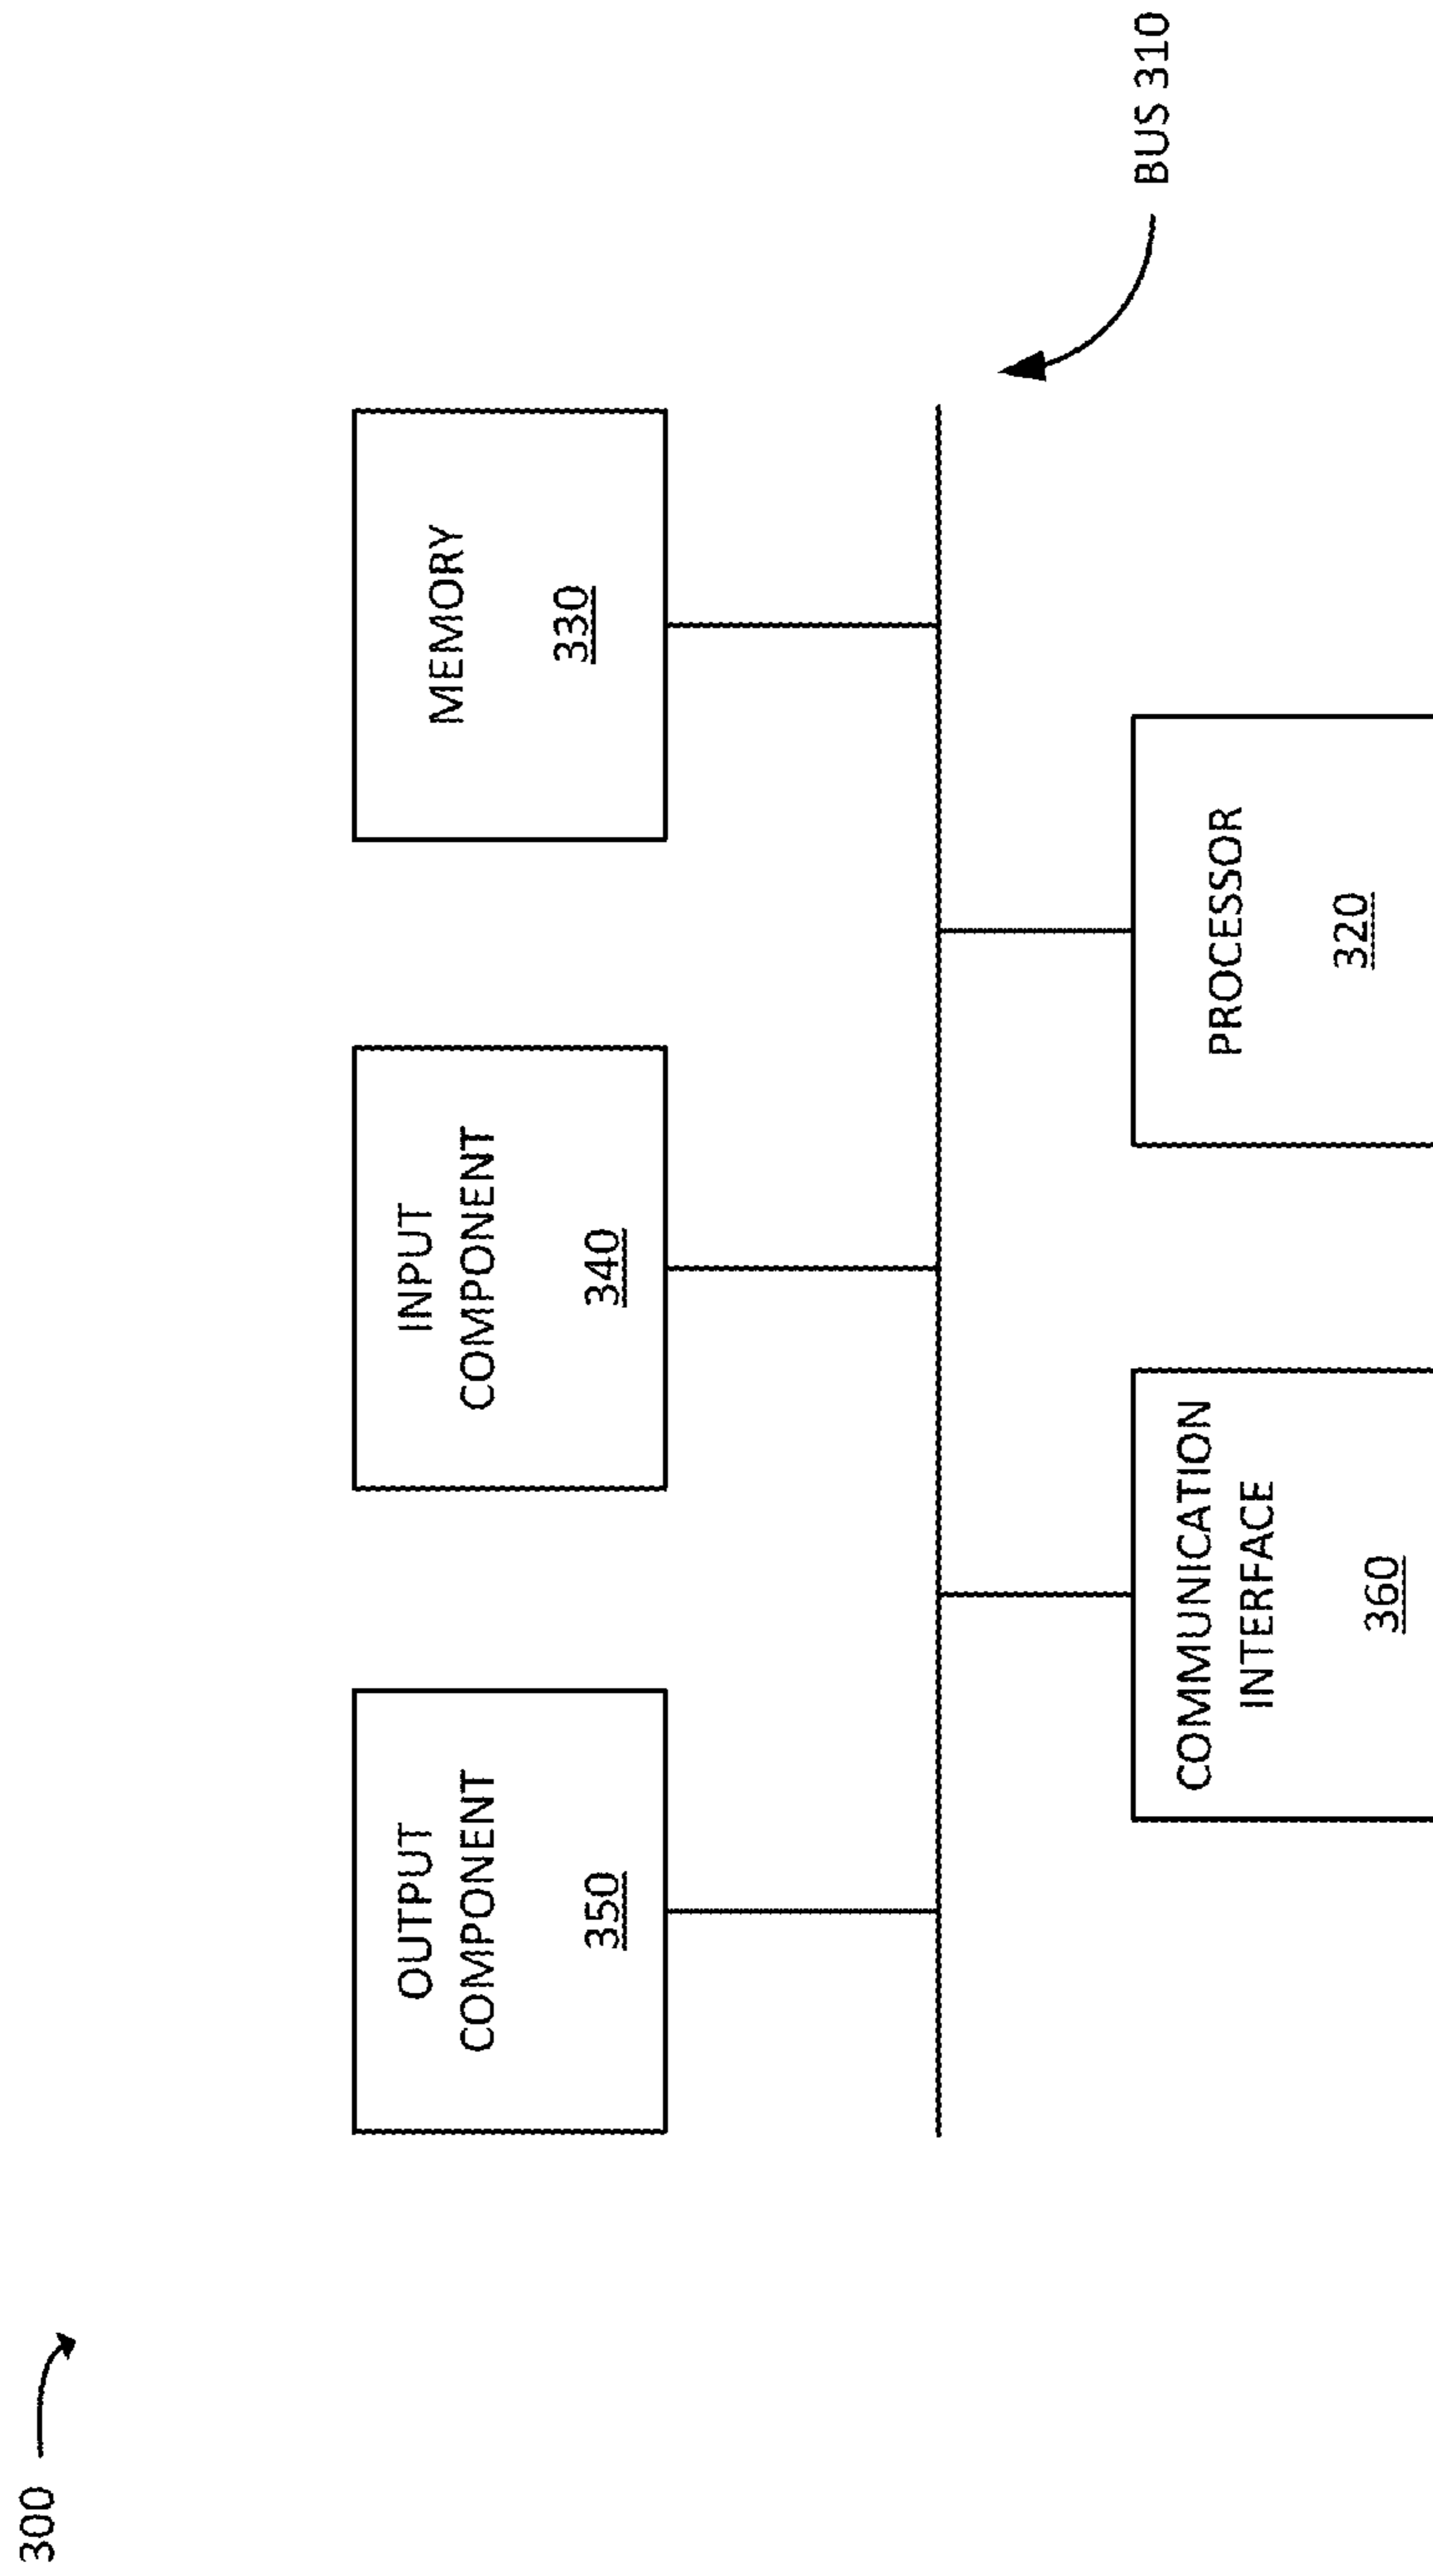 300
OUTPUT
COMPONENT
350
INPUT
COMPONENT
340
MEMORY
330
BUS 310
COMMUNICATION
INTERFACE
360
PROCESSOR
320